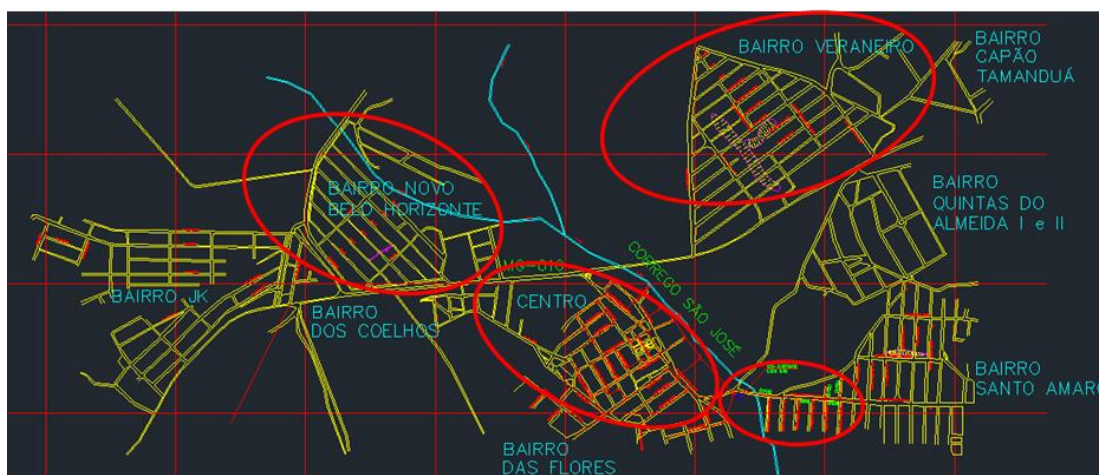 BAIRRO VERANEIRO
BAIRRO
CAPÃO
TAMANDUÁ
BAIRRO NOVO
BELO HORIZONTE
BAIRRO
QUINTAS DO
ALMEIDA I e II
MG-010
CORREGO SÃO JOSÉ
BAIRRO JK
BAIRRO
DOS COELHOS
CENTRO
BAIRRO
SANTO AMARO
BAIRRO
DAS FLORES